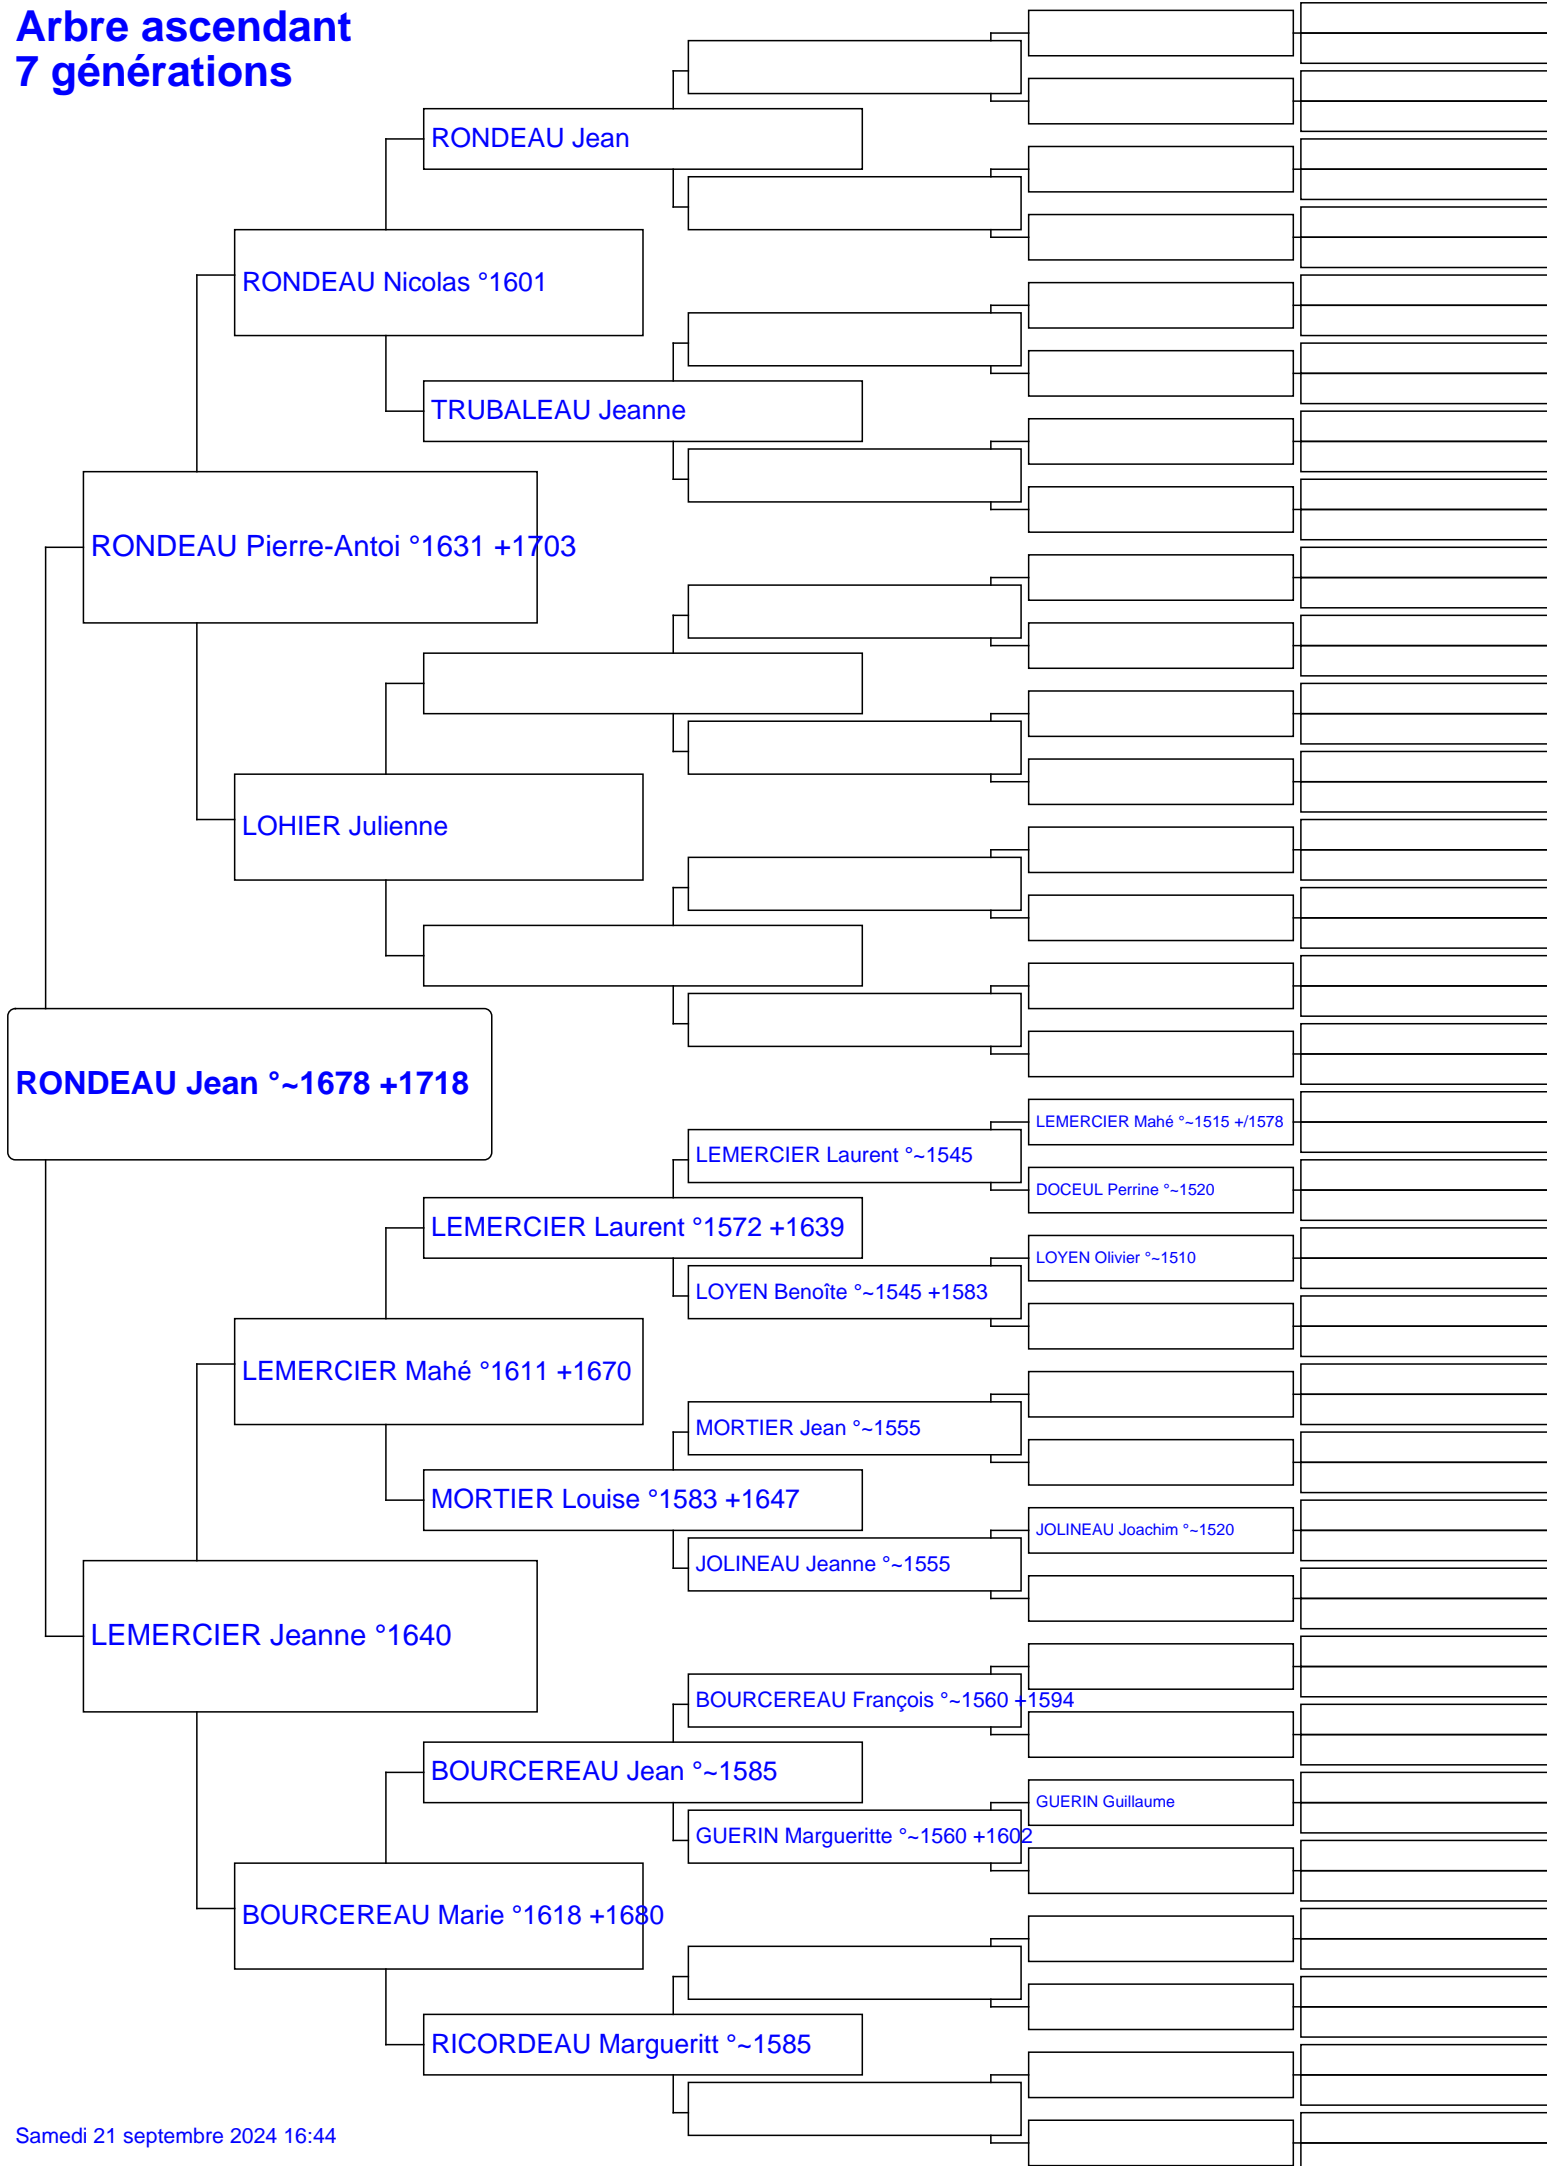 Arbre ascendant
7 générations
RONDEAU Jean
RONDEAU Nicolas °1601
TRUBALEAU Jeanne
RONDEAU Pierre-Antoi °1631 +1703
LOHIER Julienne
RONDEAU Jean °~1678 +1718
LEMERCIER Mahé °~1515 +/1578
LEMERCIER Laurent °~1545
DOCEUL Perrine °~1520
LEMERCIER Laurent °1572 +1639
LOYEN Olivier °~1510
LOYEN Benoîte °~1545 +1583
LEMERCIER Mahé °1611 +1670
MORTIER Jean °~1555
MORTIER Louise °1583 +1647
JOLINEAU Joachim °~1520
JOLINEAU Jeanne °~1555
LEMERCIER Jeanne °1640
BOURCEREAU François °~1560 +1594
BOURCEREAU Jean °~1585
GUERIN Guillaume
GUERIN Margueritte °~1560 +1602
BOURCEREAU Marie °1618 +1680
RICORDEAU Margueritt °~1585
Samedi 21 septembre 2024 16:44